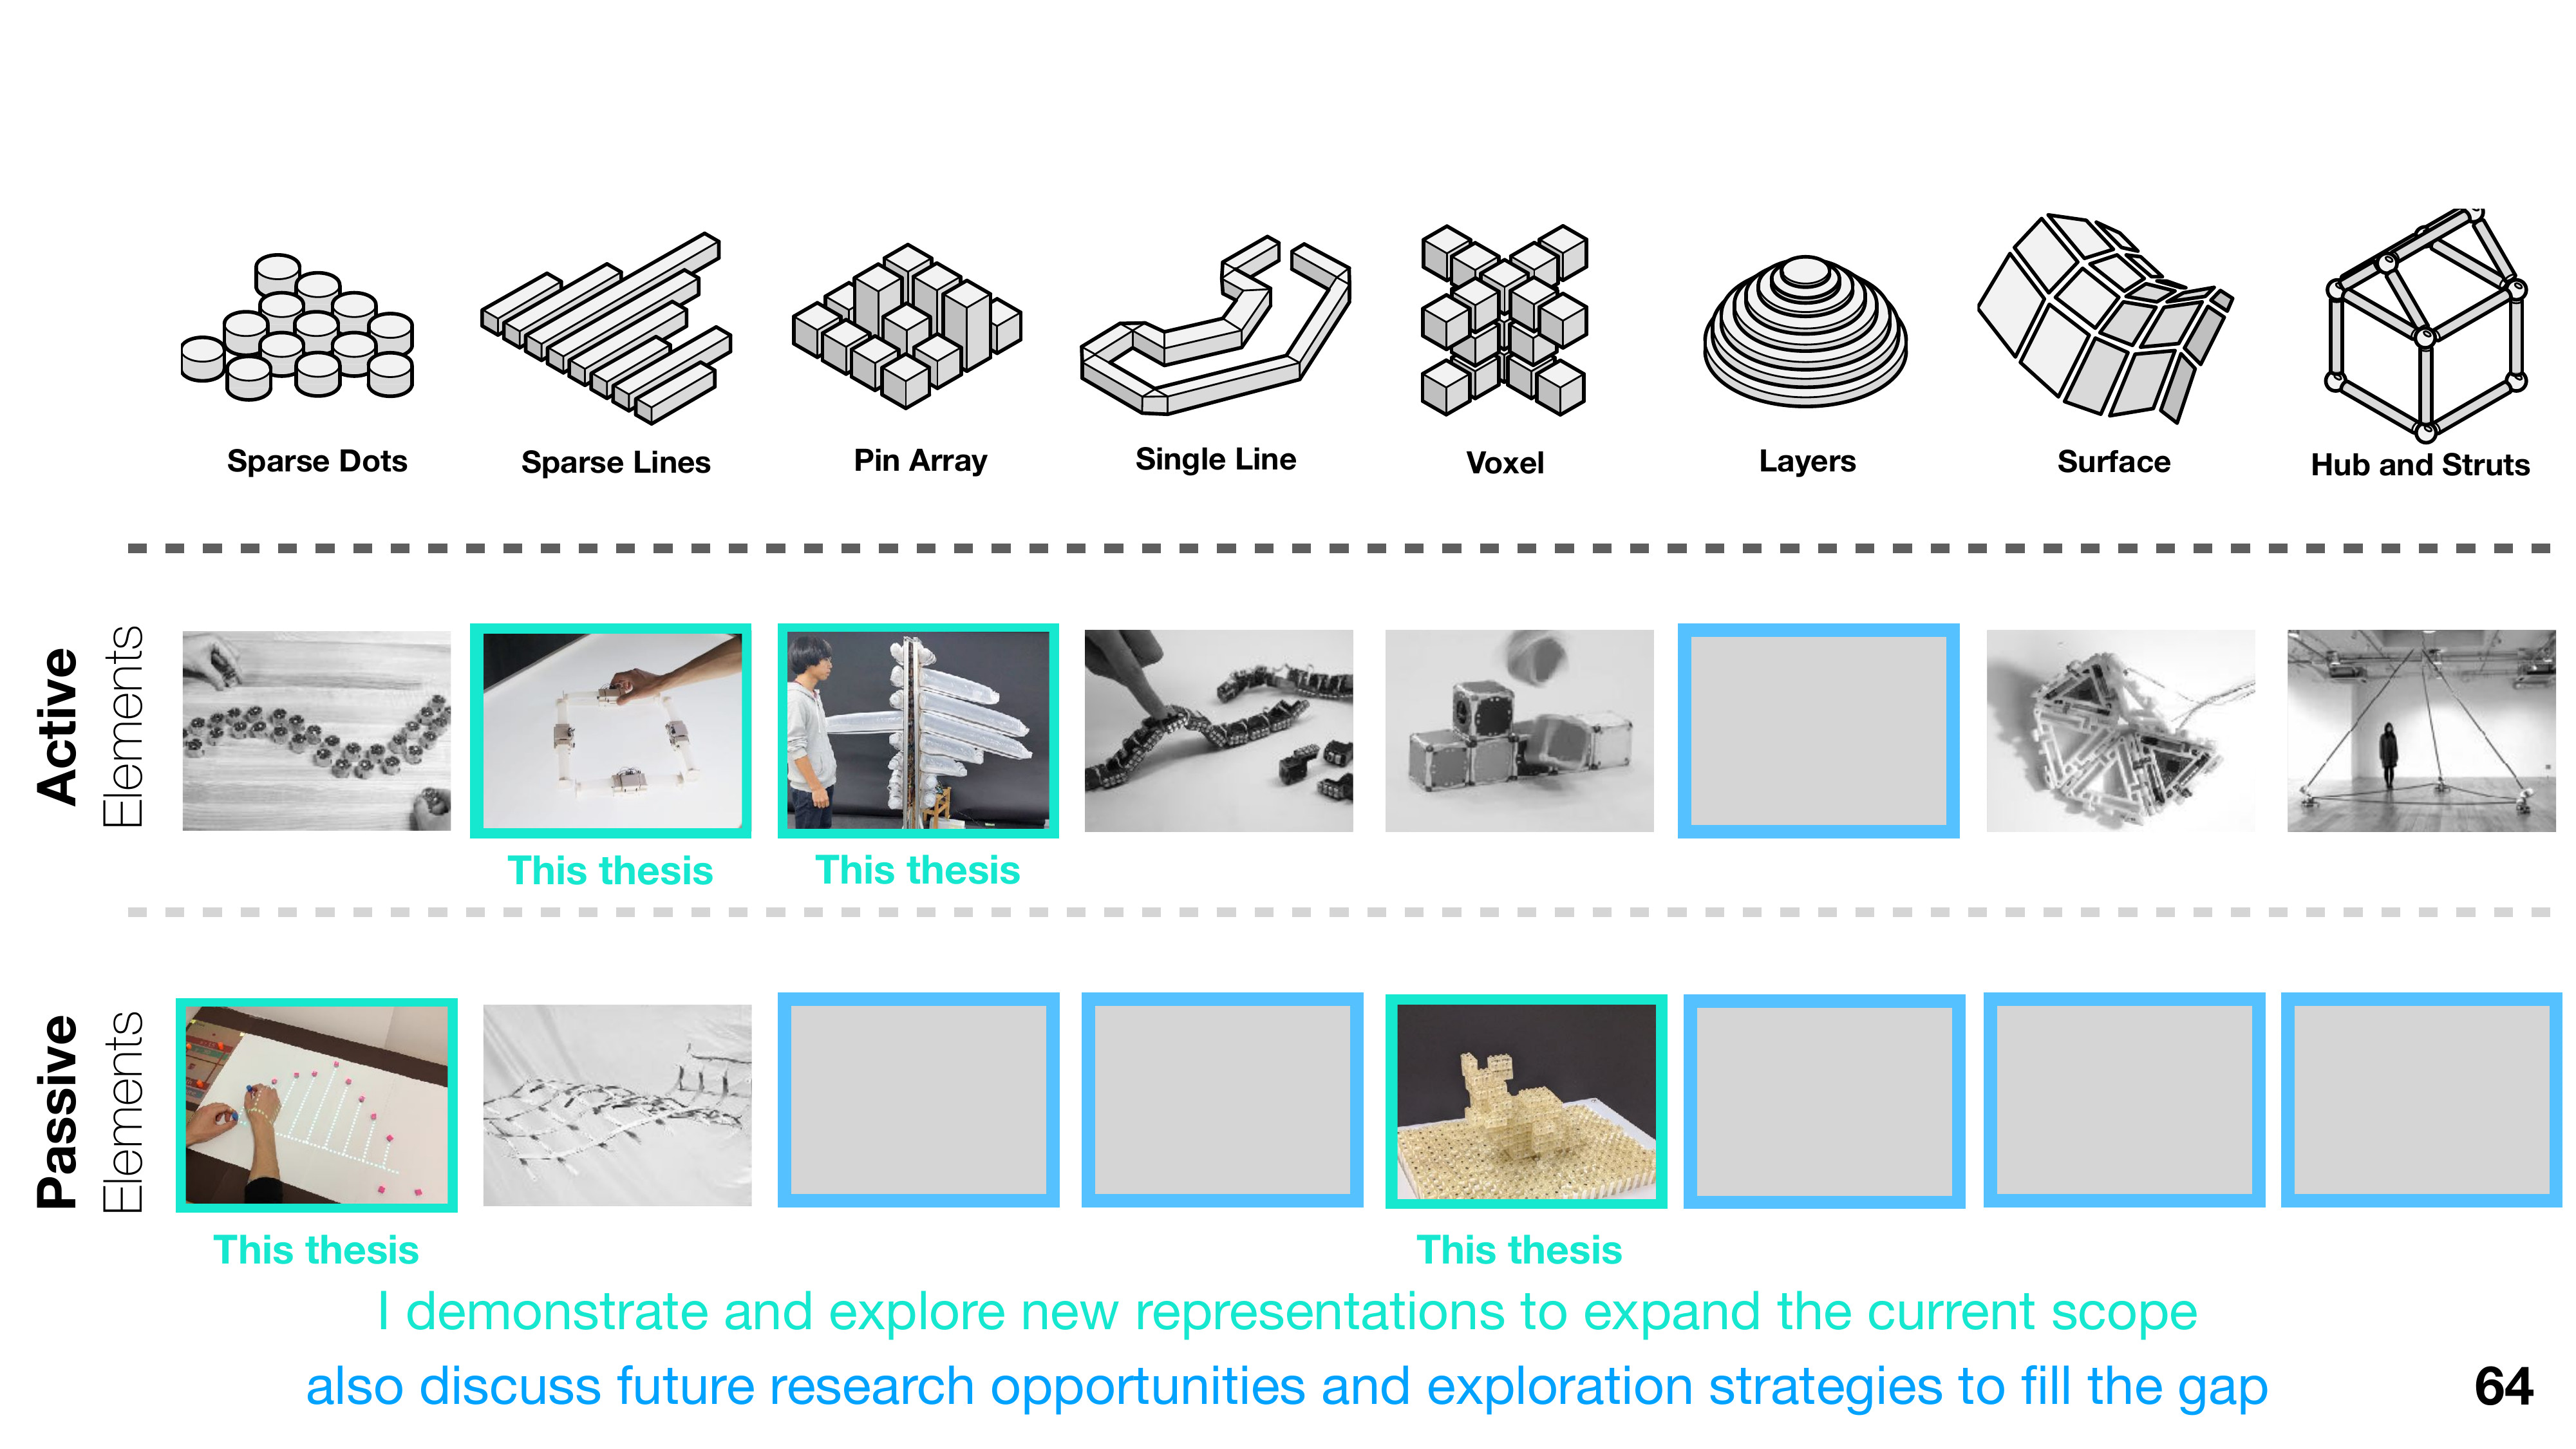 Sparse Dots
Sparse Lines
Pin Array
Single Line
Voxel
Layers
Surface
Hub and Struts
Active
Elements
This thesis
This thesis
Passive
Elements
This thesis
This thesis
I demonstrate and explore new representations to expand the current scope
also discuss future research opportunities and exploration strategies to fill the gap
64